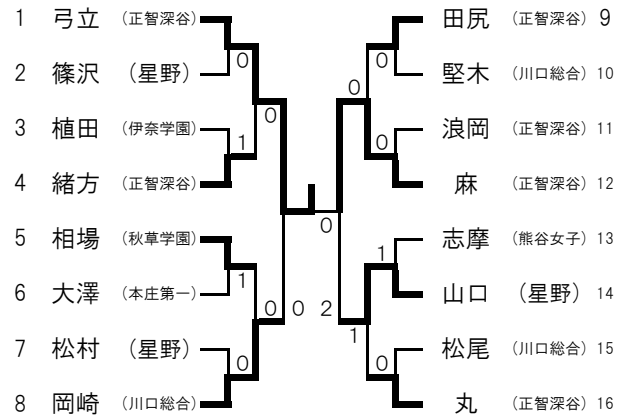 1 弓立 (正智深谷)
2 篠沢 (星野)
3 植田 (伊奈学園)
4 緒方 (正智深谷)
5 相場 (秋草学園)
6 大澤 (本庄第一)
7 松村 (星野)
8 岡崎 (川口総合)
0
1
0
1
0
0
0
0
2
1
0
0
0
1
0
田尻 (正智深谷) 9
堅木 (川口総合) 10
浪岡 (正智深谷) 11
麻 (正智深谷) 12
志摩 (熊谷女子) 13
山口 (星野) 14
松尾 (川口総合) 15
丸 (正智深谷) 16